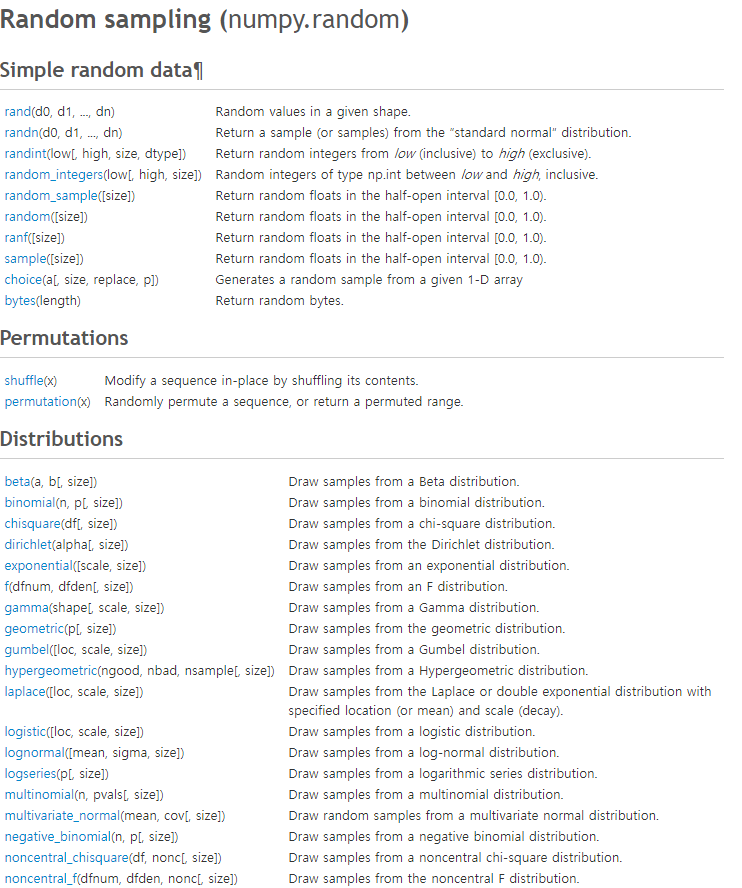 Random sampling (numpy.random)
Simple random data¶
rand(d0, d1, ..., dn) Random values in a given shape.
randn(d0, d1, ..., dn) Return a sample (or samples) from the “standard normal” distribution.
randint(low[, high, size, dtype]) Return random integers from low (inclusive) to high (exclusive).
random_integers(low[, high, size]) Random integers of type np.int between low and high, inclusive.
random_sample([size]) Return random floats in the half-open interval [0.0, 1.0).
random([size]) Return random floats in the half-open interval [0.0, 1.0).
ranf([size]) Return random floats in the half-open interval [0.0, 1.0).
sample([size]) Return random floats in the half-open interval [0.0, 1.0).
choice(a[, size, replace, p]) Generates a random sample from a given 1-D array
bytes(length) Return random bytes.
Permutations
shuffle(x) Modify a sequence in-place by shuffling its contents.
permutation(x) Randomly permute a sequence, or return a permuted range.
Distributions
beta(a, b[, size]) Draw samples from a Beta distribution.
binomial(n, p[, size]) Draw samples from a binomial distribution.
chisquare(df[, size]) Draw samples from a chi-square distribution.
dirichlet(alpha[, size]) Draw samples from the Dirichlet distribution.
exponential([scale, size]) Draw samples from an exponential distribution.
f(dfnum, dfden[, size]) Draw samples from an F distribution.
gamma(shape[, scale, size]) Draw samples from a Gamma distribution.
geometric(p[, size]) Draw samples from the geometric distribution.
gumbel([loc, scale, size]) Draw samples from a Gumbel distribution.
hypergeometric(ngood, nbad, nsample[, size]) Draw samples from a Hypergeometric distribution.
laplace([loc, scale, size]) Draw samples from the Laplace or double exponential distribution with
specified location (or mean) and scale (decay).
logistic([loc, scale, size]) Draw samples from a logistic distribution.
lognormal([mean, sigma, size]) Draw samples from a log-normal distribution.
logseries(p[, size]) Draw samples from a logarithmic series distribution.
multinomial(n, pvals[, size]) Draw samples from a multinomial distribution.
multivariate_normal(mean, cov[, size]) Draw random samples from a multivariate normal distribution.
negative_binomial(n, p[, size]) Draw samples from a negative binomial distribution.
noncentral_chisquare(df, nonc[, size]) Draw samples from a noncentral chi-square distribution.
noncentral_f(dfnum, dfden, nonc[, size]) Draw samples from the noncentral F distribution.